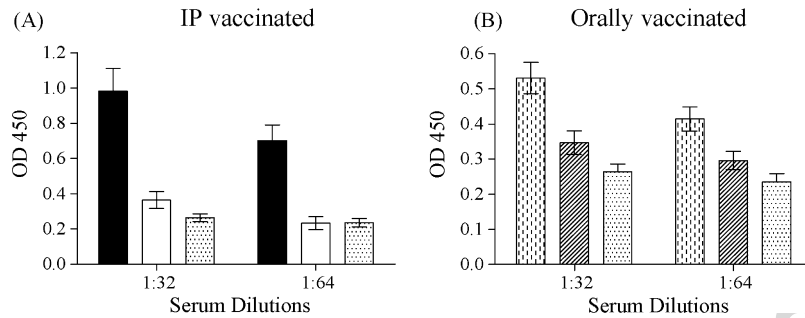 (A) IP vaccinated
1.2
1.0
0.8
0.6
0.4
0.2
0.0
OD 450
1:32 1:64
Serum Dilutions
(B) Orally vaccinated
0.6
0.5
0.4
0.3
0.2
0.1
0.0
OD 450
1:32 1:64
Serum Dilutions